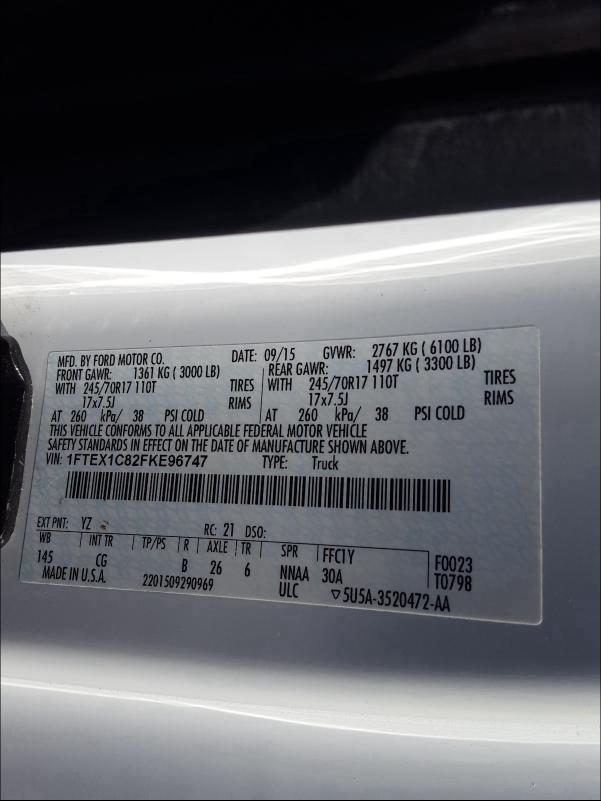 MFD. BY FORD MOTOR CO. DATE: 09/15 GVWR: 2767 KG ( 6100 LB)
FRONT GAWR: 1361 KG ( 3000 LB) REAR GAWR: 1497 KG ( 3300 LB)
WITH 245/70R17 110T TIRES WITH 245/70R17 110T TIRES
17x7.5J RIMS 17x7.5J RIMS
AT 260 kPa/ 38 PSI COLD AT 260 kPa/ 38 PSI COLD
THIS VEHICLE CONFORMS TO ALL APPLICABLE FEDERAL MOTOR VEHICLE
SAFETY STANDARDS IN EFFECT ON THE DATE OF MANUFACTURE SHOWN ABOVE.
VIN: 1FTEX1C82FKE96747 TYPE: Truck
EXT PNT: YZ RC: 21 DSO:
WB INT TR TP/PS R AXLE TR SPR FFC1Y F0023
145 CG B 26 6 NNAA 30A T0798
MADE IN U.S.A. 2201509290969 ULC ▽5U5A-3520472-AA